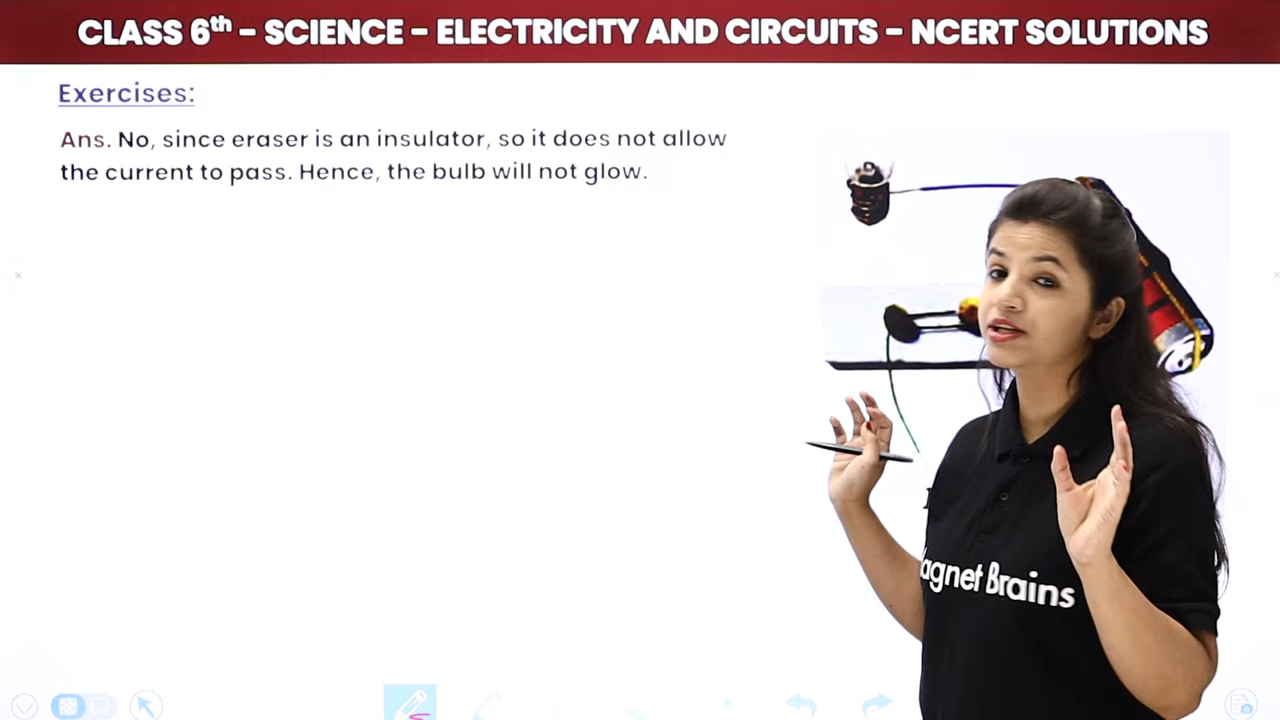 CLASS 6th – SCIENCE – ELECTRICITY AND CIRCUITS – NCERT SOLUTIONS
Exercises:
Ans. No, since eraser is an insulator, so it does not allow
the current to pass. Hence, the bulb will not glow.
agnet Brains